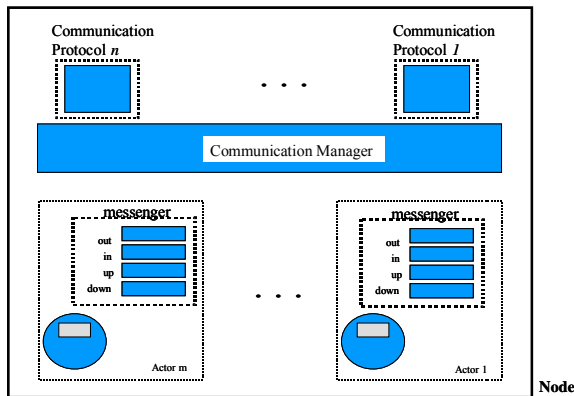 Communication
Protocol n
Communication
Protocol 1
. . .
Communication Manager
messenger
out
in
up
down
Actor m
. . .
messenger
out
in
up
down
Actor 1
Node